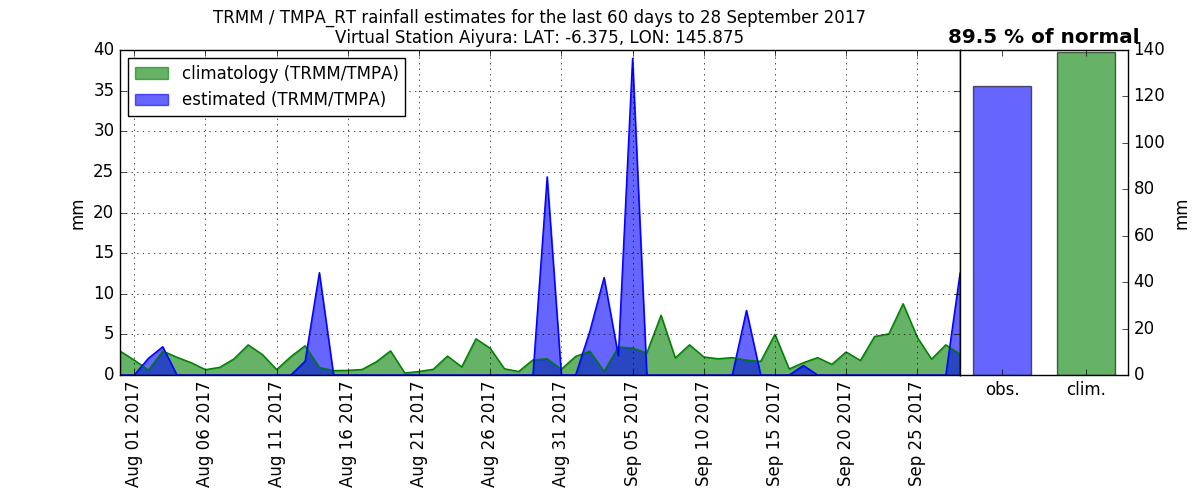 TRMM / TMPA_RT rainfall estimates for the last 60 days to 28 September 2017
Virtual Station Aiyura: LAT: -6.375, LON: 145.875
89.5 % of normal
climatology (TRMM/TMPA)
estimated (TRMM/TMPA)
mm
40
35
30
25
20
15
10
5
0
Aug 01 2017
Aug 06 2017
Aug 11 2017
Aug 16 2017
Aug 21 2017
Aug 26 2017
Aug 31 2017
Sep 05 2017
Sep 10 2017
Sep 15 2017
Sep 20 2017
Sep 25 2017
obs.
clim.
140
120
100
80
60
40
20
0
mm